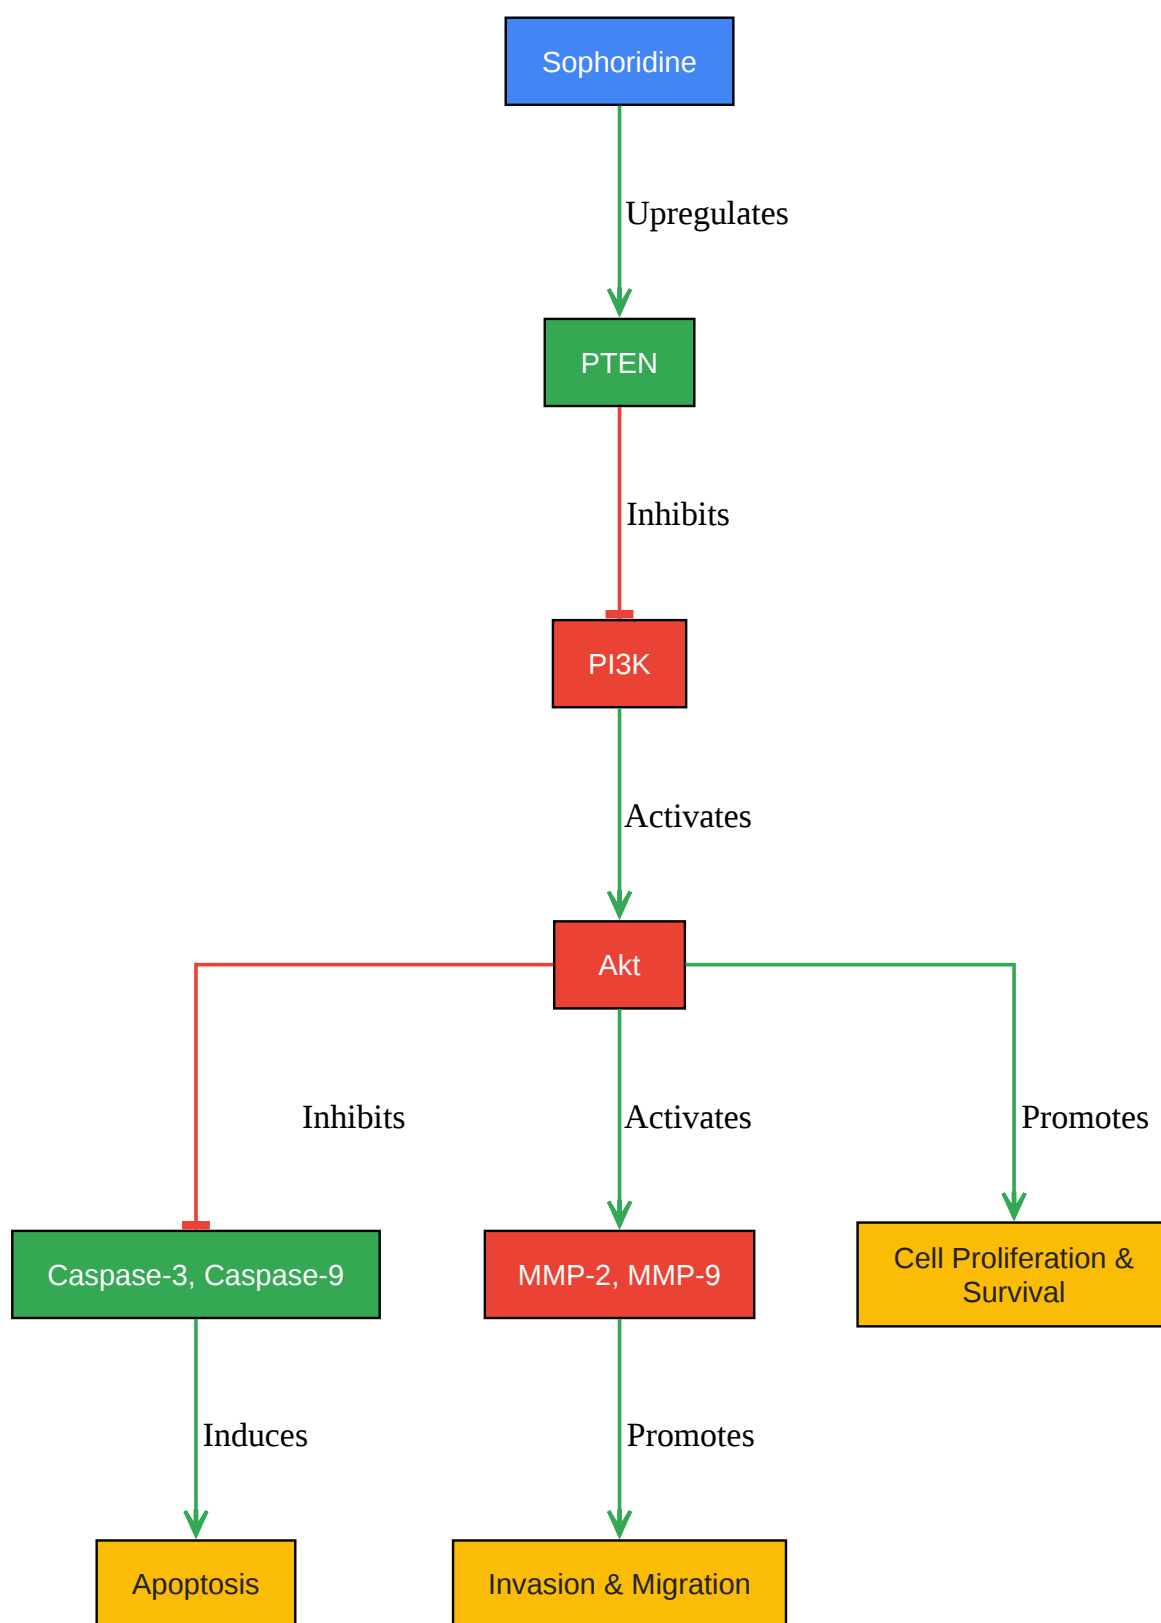 Sophoridine
Upregulates
PTEN
Inhibits
PI3K
Activates
Akt
Inhibits
Activates
Promotes
Caspase-3, Caspase-9
MMP-2, MMP-9
Cell Proliferation &
Survival
Induces
Promotes
Apoptosis
Invasion & Migration